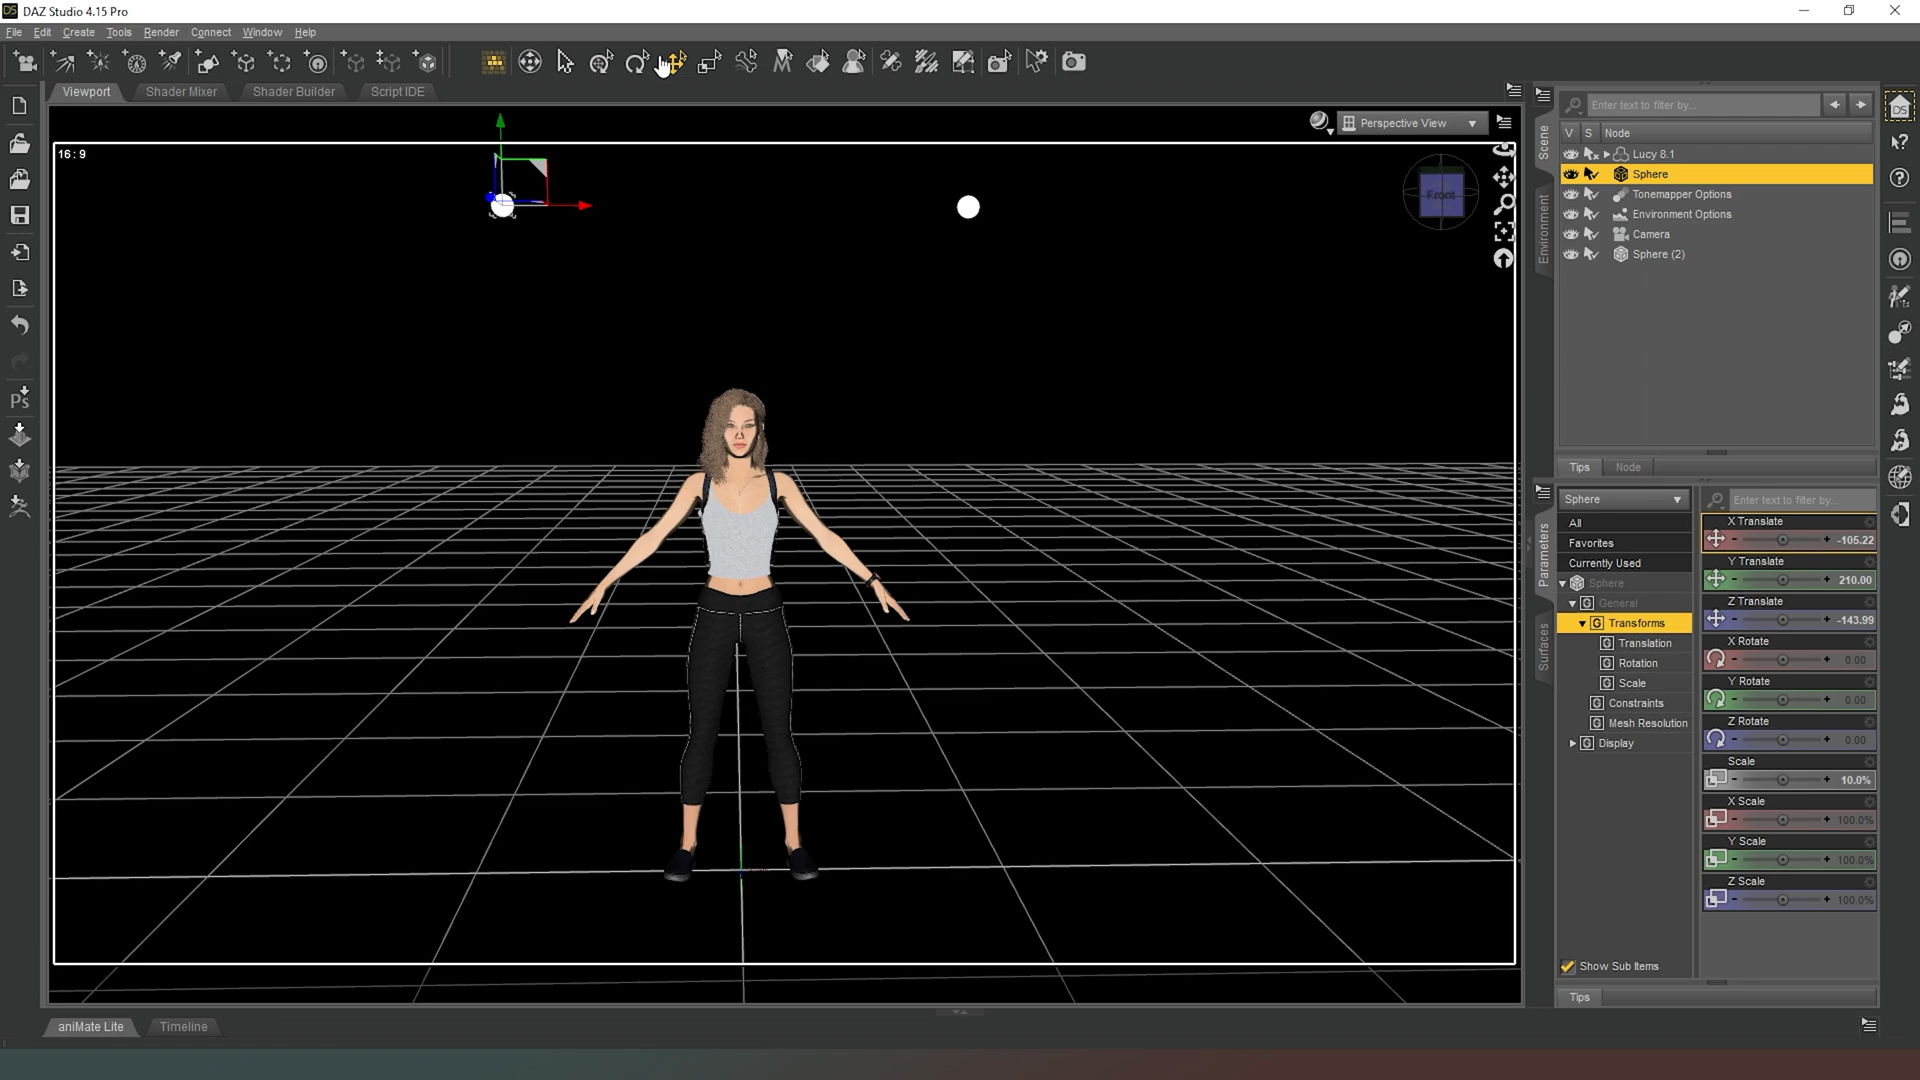 DAZ Studio 4.15 Pro
File Edit Create Tools Render Connect Window Help
Viewport Shader Mixer Shader Builder Script IDE
Perspective View
16 : 9
Front
Scene
Environment
Enter text to filter by...
V S Node
Lucy 8.1
Sphere
Tonemapper Options
Environment Options
Camera
Sphere (2)
DS
Ps
Tips Node
Parameters
Surfaces
Sphere
Enter text to filter by...
All
Favorites
Currently Used
Sphere
General
Transforms
Translation
Rotation
Scale
Constraints
Mesh Resolution
Display
Show Sub Items
X Translate
-105.22
Y Translate
210.00
Z Translate
-143.99
X Rotate
0.00
Y Rotate
0.00
Z Rotate
0.00
Scale
10.0%
X Scale
100.0%
Y Scale
100.0%
Z Scale
100.0%
Tips
aniMate Lite Timeline